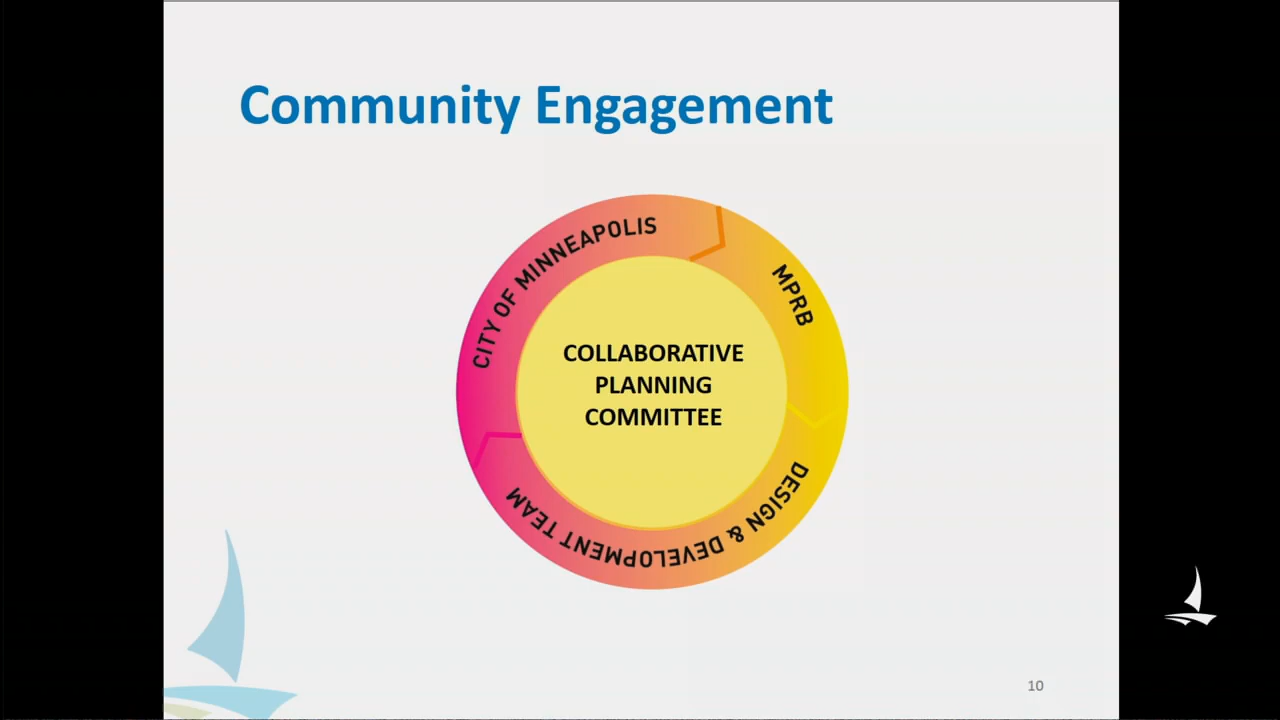 Community Engagement
CITY OF MINNEAPOLIS
MPRB
COLLABORATIVE
PLANNING
COMMITTEE
DESIGN & DEVELOPMENT TEAM
10